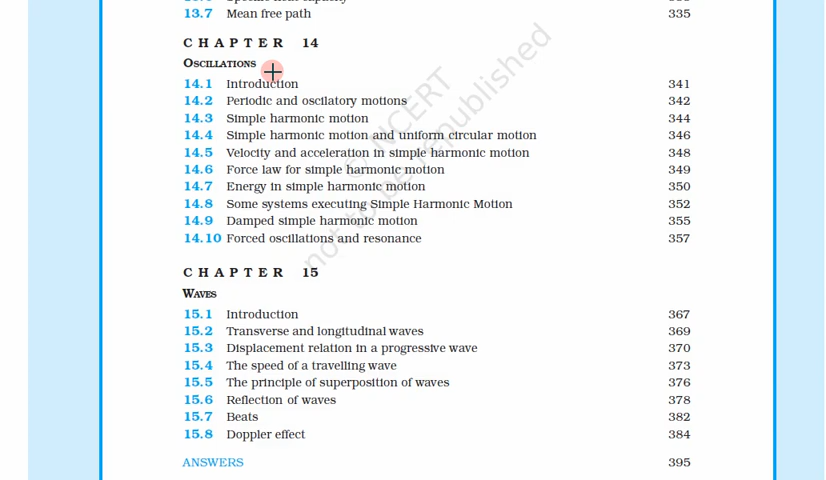 13.7 Mean free path 335
CHAPTER 14
OSCILLATIONS
14.1 Introduction 341
14.2 Periodic and oscilatory motions 342
14.3 Simple harmonic motion 344
14.4 Simple harmonic motion and uniform circular motion 346
14.5 Velocity and acceleration in simple harmonic motion 348
14.6 Force law for simple harmonic motion 349
14.7 Energy in simple harmonic motion 350
14.8 Some systems executing Simple Harmonic Motion 352
14.9 Damped simple harmonic motion 355
14.10 Forced oscillations and resonance 357
CHAPTER 15
WAVES
15.1 Introduction 367
15.2 Transverse and longitudinal waves 369
15.3 Displacement relation in a progressive wave 370
15.4 The speed of a travelling wave 373
15.5 The principle of superposition of waves 376
15.6 Reflection of waves 378
15.7 Beats 382
15.8 Doppler effect 384
ANSWERS 395
© NCERT
not to be republished